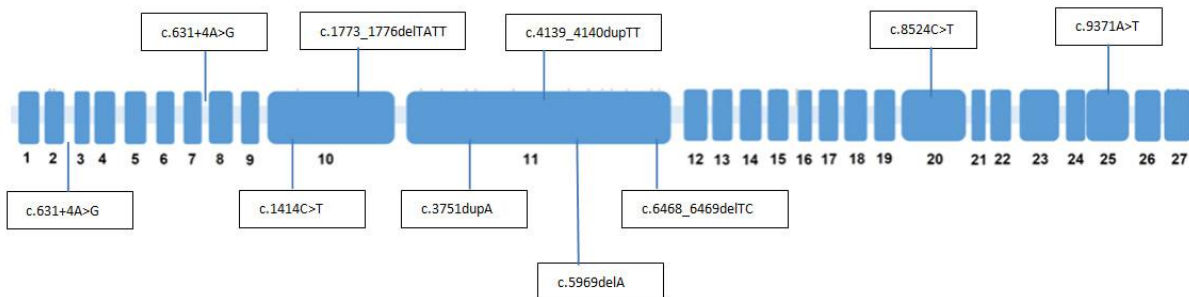 c.631+4A>G
c.1773_1776delTATT
c.4139_4140dupTT
c.8524C>T
c.9371A>T
1 2 3 4 5 6 7 8 9 10 11 12 13 14 15 16 17 18 19 20 21 22 23 24 25 26 27
c.631+4A>G
c.1414C>T
c.3751dupA
c.6468_6469delTC
c.5969delA